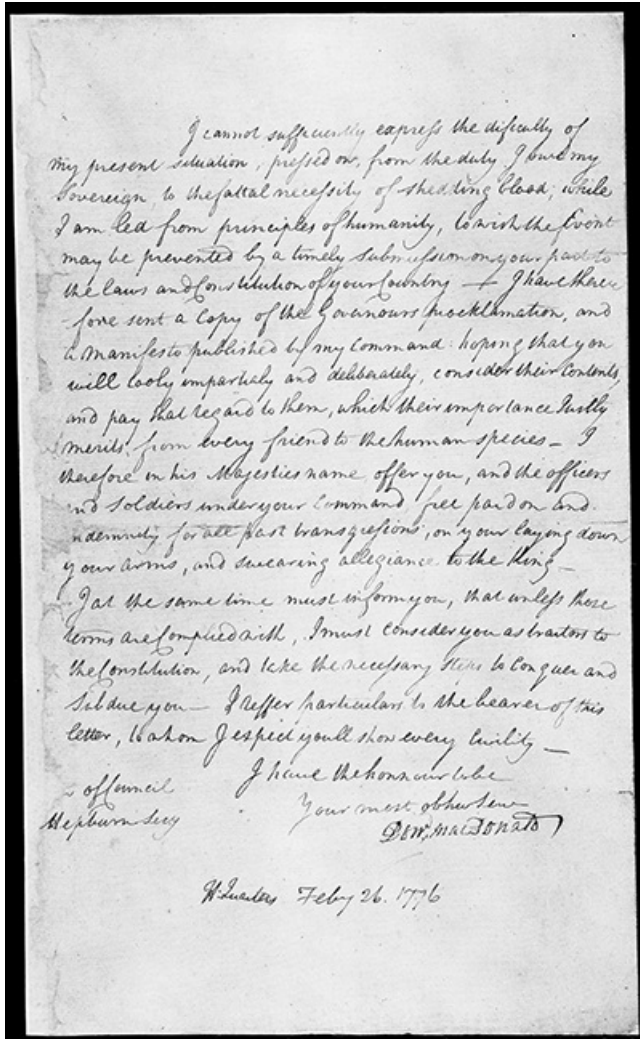 I cannot sufficiently express the dificulty of
my present situation, pressed on, from the duty I owe my
Sovereign, to the fattal necessity of shedding blood; while
I am led from principles of humanity, to wish the Event
may be prevented by a timely Submission on your part to
the laws and Constitution of your Country — I have there
fore sent a Copy of the Govenours procklamation, and
a Manifesto published by my Command: hoping that you
will cooly impartialy and deliberately, consider their Contents,
and pay that regard to them, which their importance Justly
merits, from every friend to the human species — I
therefore in his Majesties name, offer you, and the officers
and Soldiers under your Command, free pardon and
indemnity for all past transgresions, on your laying down
your arms, and swearing allegiance to the King —
I at the same time must inform you, that unless these
terms are Complied with, I must consider you as traitors to
the Constitution, and take the necessary steps to Conquer and
Subdue you — I reffer particulars to the bearer of this
letter, to whom I expect youll show every Civility —
I have the honnour to be
Your most obt hue Serv
of Council
Hepburn Secy
Don. MacDonald
H: Quarters Feby 26. 1776